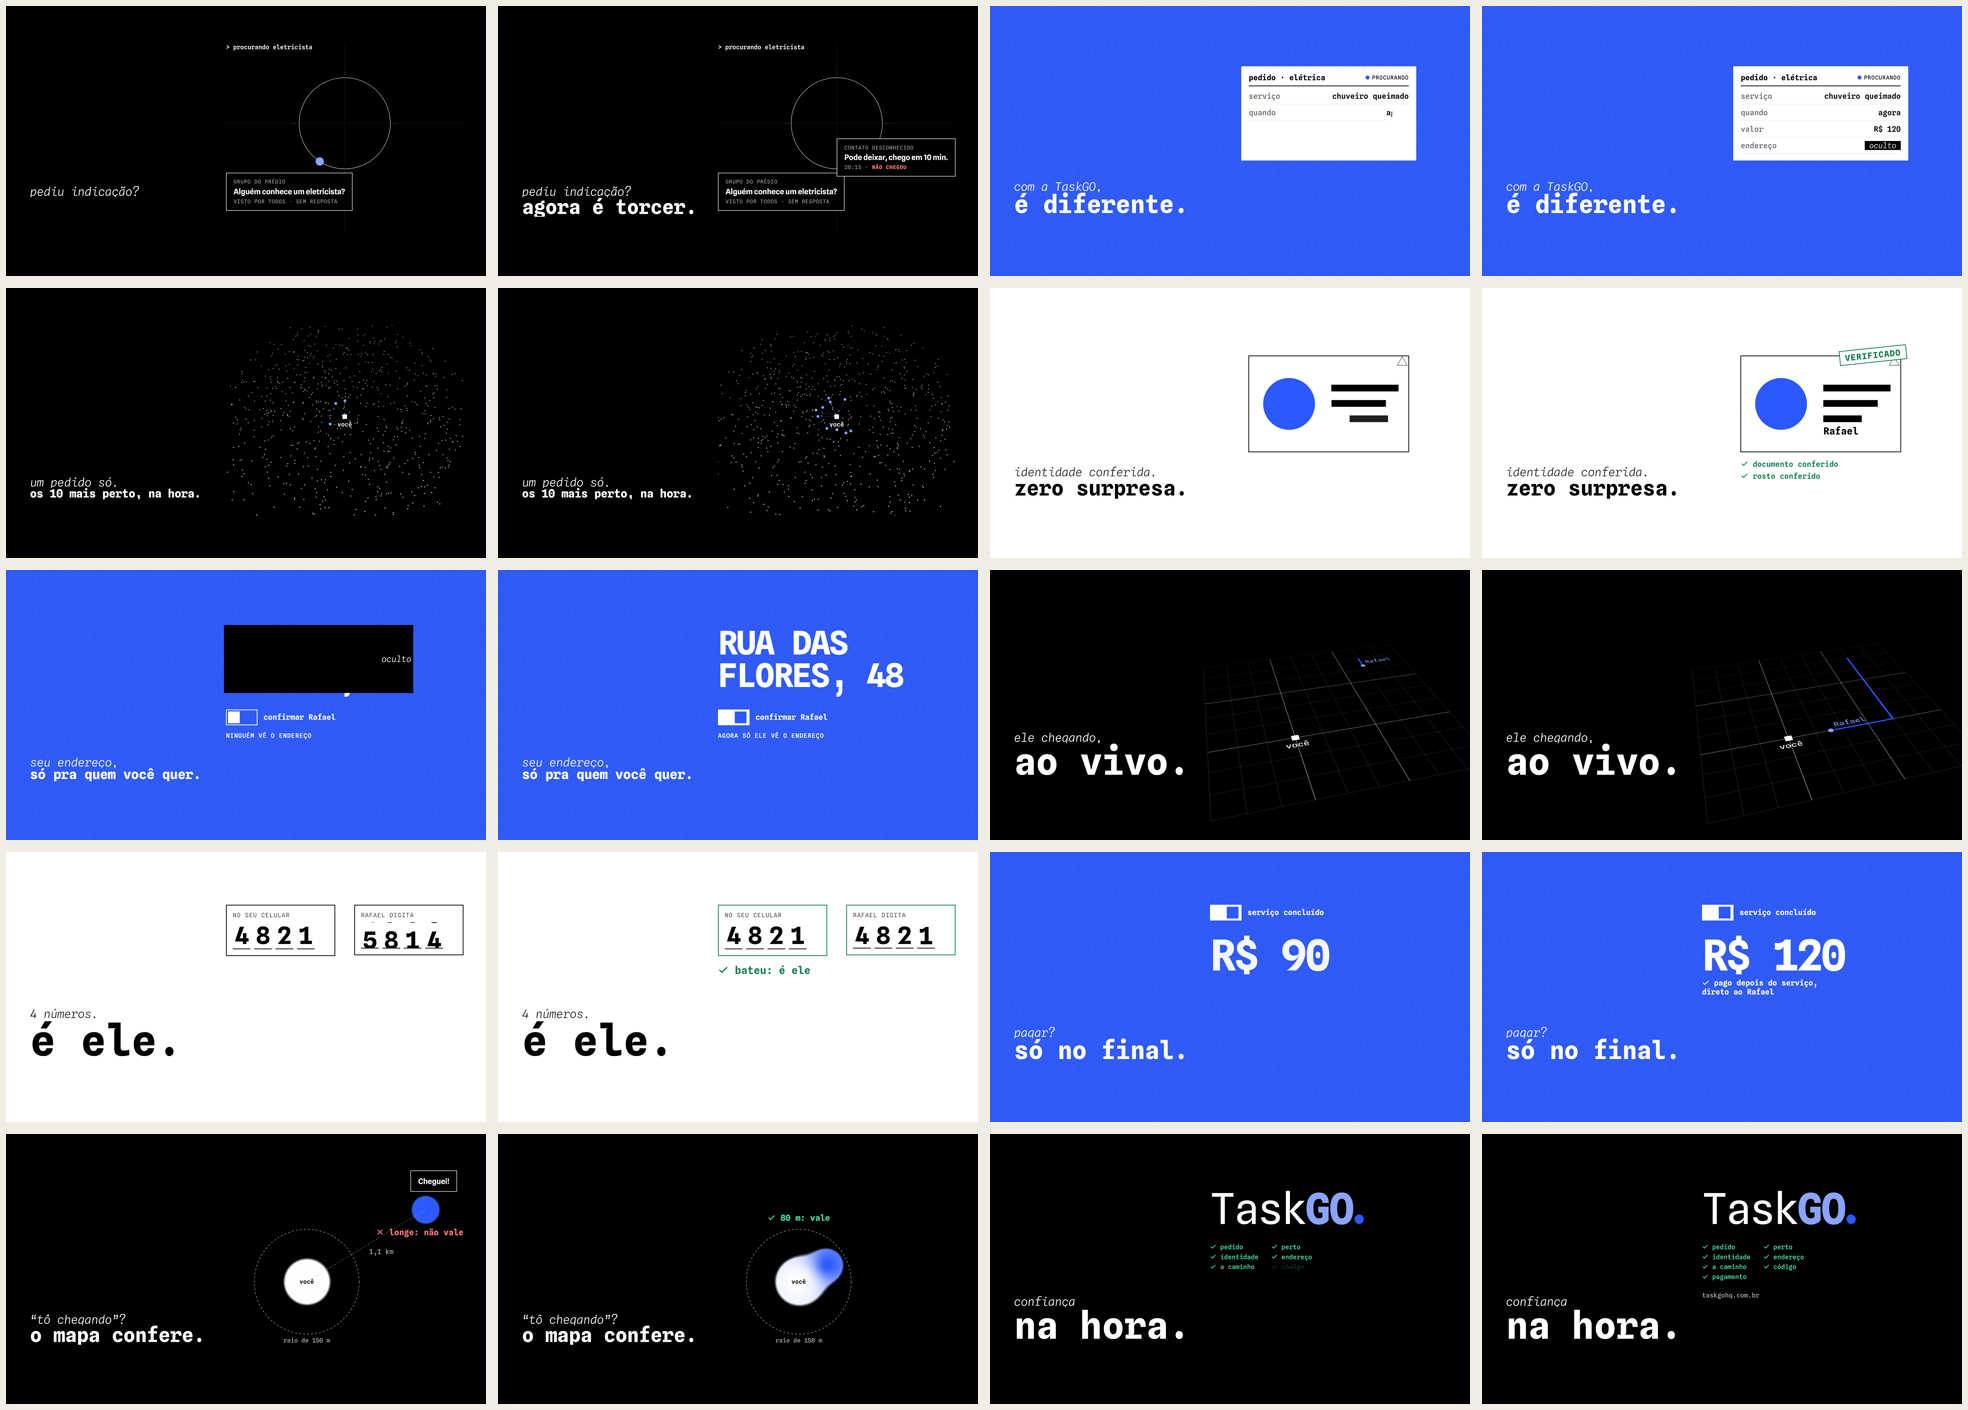 > procurando eletricista
GRUPO DO PRÉDIO
Alguém conhece um eletricista?
VISTO POR TODOS · SEM RESPOSTA
pediu indicação?
> procurando eletricista
CONTATO DESCONHECIDO
Pode deixar, chego em 10 min.
20:15 · NÃO CHEGOU
GRUPO DO PRÉDIO
Alguém conhece um eletricista?
VISTO POR TODOS · SEM RESPOSTA
pediu indicação?
agora é torcer.
pedido · elétrica PROCURANDO
serviço chuveiro queimado
quando a
com a TaskGO,
é diferente.
pedido · elétrica PROCURANDO
serviço chuveiro queimado
quando agora
valor R$ 120
endereço oculto
com a TaskGO,
é diferente.
você
um pedido só.
os 10 mais perto, na hora.
você
um pedido só.
os 10 mais perto, na hora.
identidade conferida.
zero surpresa.
VERIFICADO
Rafael
✓ documento conferido
✓ rosto conferido
identidade conferida.
zero surpresa.
oculto
confirmar Rafael
NINGUÉM VÊ O ENDEREÇO
seu endereço,
só pra quem você quer.
RUA DAS
FLORES, 48
confirmar Rafael
AGORA SÓ ELE VÊ O ENDEREÇO
seu endereço,
só pra quem você quer.
Rafael
você
ele chegando,
ao vivo.
Rafael
você
ele chegando,
ao vivo.
NO SEU CELULAR
4821
RAFAEL DIGITA
5814
4 números.
é ele.
NO SEU CELULAR
4821
RAFAEL DIGITA
4821
✓ bateu: é ele
4 números.
é ele.
serviço concluído
R$ 90
pagar?
só no final.
serviço concluído
R$ 120
✓ pago depois do serviço,
direto ao Rafael
pagar?
só no final.
Cheguei!
✕ longe: não vale
1,1 km
você
raio de 150 m
“tô chegando”?
o mapa confere.
✓ 80 m: vale
você
raio de 150 m
“tô chegando”?
o mapa confere.
TaskGO.
✓ pedido ✓ perto
✓ identidade ✓ endereço
✓ a caminho ✓ código
confiança
na hora.
TaskGO.
✓ pedido ✓ perto
✓ identidade ✓ endereço
✓ a caminho ✓ código
✓ pagamento
taskgohq.com.br
confiança
na hora.